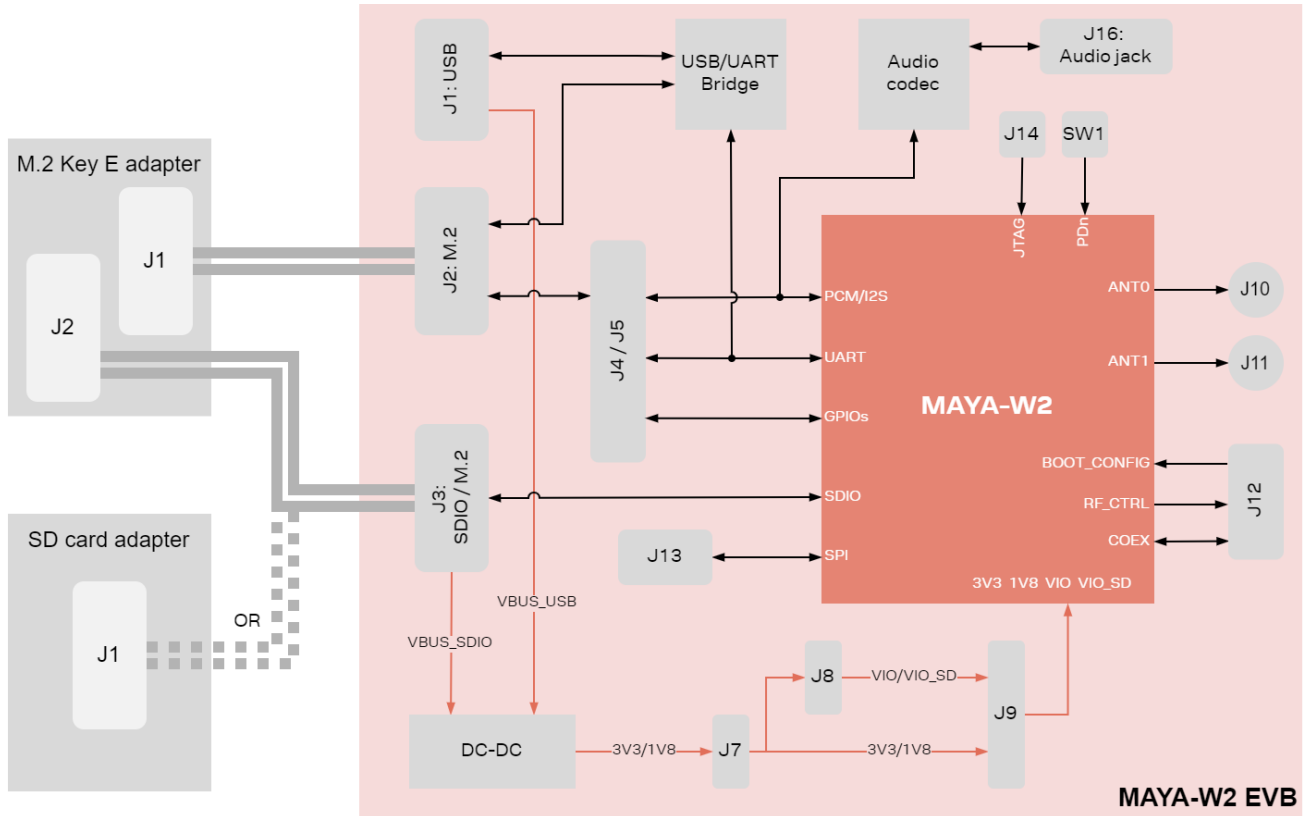 M.2 Key E adapter
J1
J2
SD card adapter
J1
OR
J1: USB
J2: M.2
J3:
SDIO / M.2
USB/UART
Bridge
Audio
codec
J16:
Audio jack
J14
SW1
J4 / J5
J13
JTAG
PDn
PCM/I2S
UART
GPIOs
SDIO
SPI
MAYA-W2
ANT0
ANT1
BOOT_CONFIG
RF_CTRL
COEX
3V3 1V8 VIO VIO_SD
J10
J11
J12
VBUS_USB
VBUS_SDIO
DC-DC
3V3/1V8
J7
J8
VIO/VIO_SD
3V3/1V8
J9
MAYA-W2 EVB